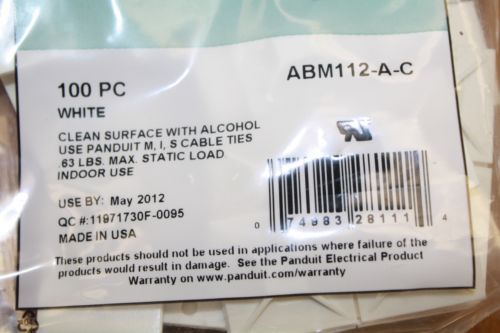 100 PC
ABM112-A-C
WHITE
CLEAN SURFACE WITH ALCOHOL
USE PANDUIT M, I, S CABLE TIES
.63 LBS. MAX. STATIC LOAD
INDOOR USE
USE BY: May 2012
QC #:11971730F-0095
MADE IN USA
0 74983 28111 4
These products should not be used in applications where failure of the
products would result in damage. See the Panduit Electrical Product
Warranty on www.panduit.com/warranty